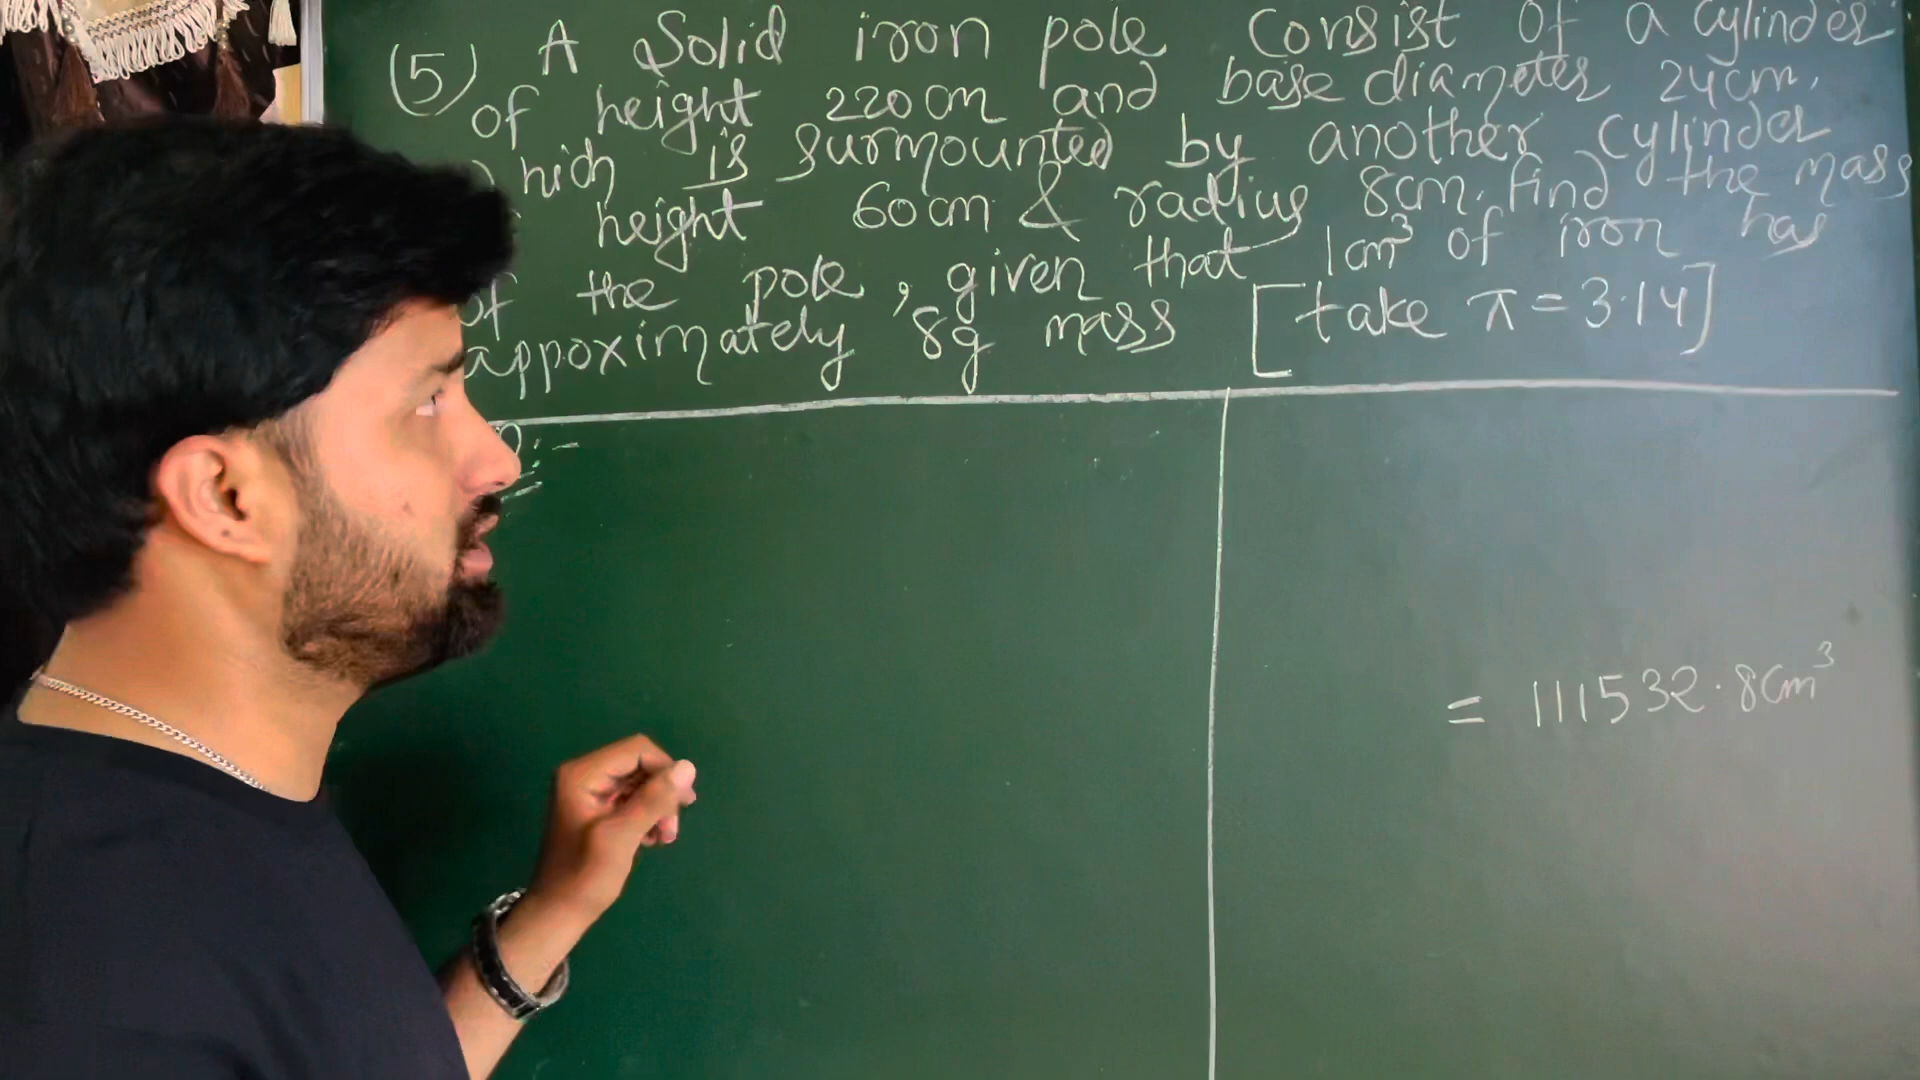 (5) A Solid iron pole Consist of a cylinder
of height 220cm and base diameter 24cm,
hich is surmounted by another cylinder
height 60cm & radius 8cm. find the mass
of the pole, given that 1cm³ of iron has
appoximately 8g mass [take π = 3.14]
= 111532.8cm³